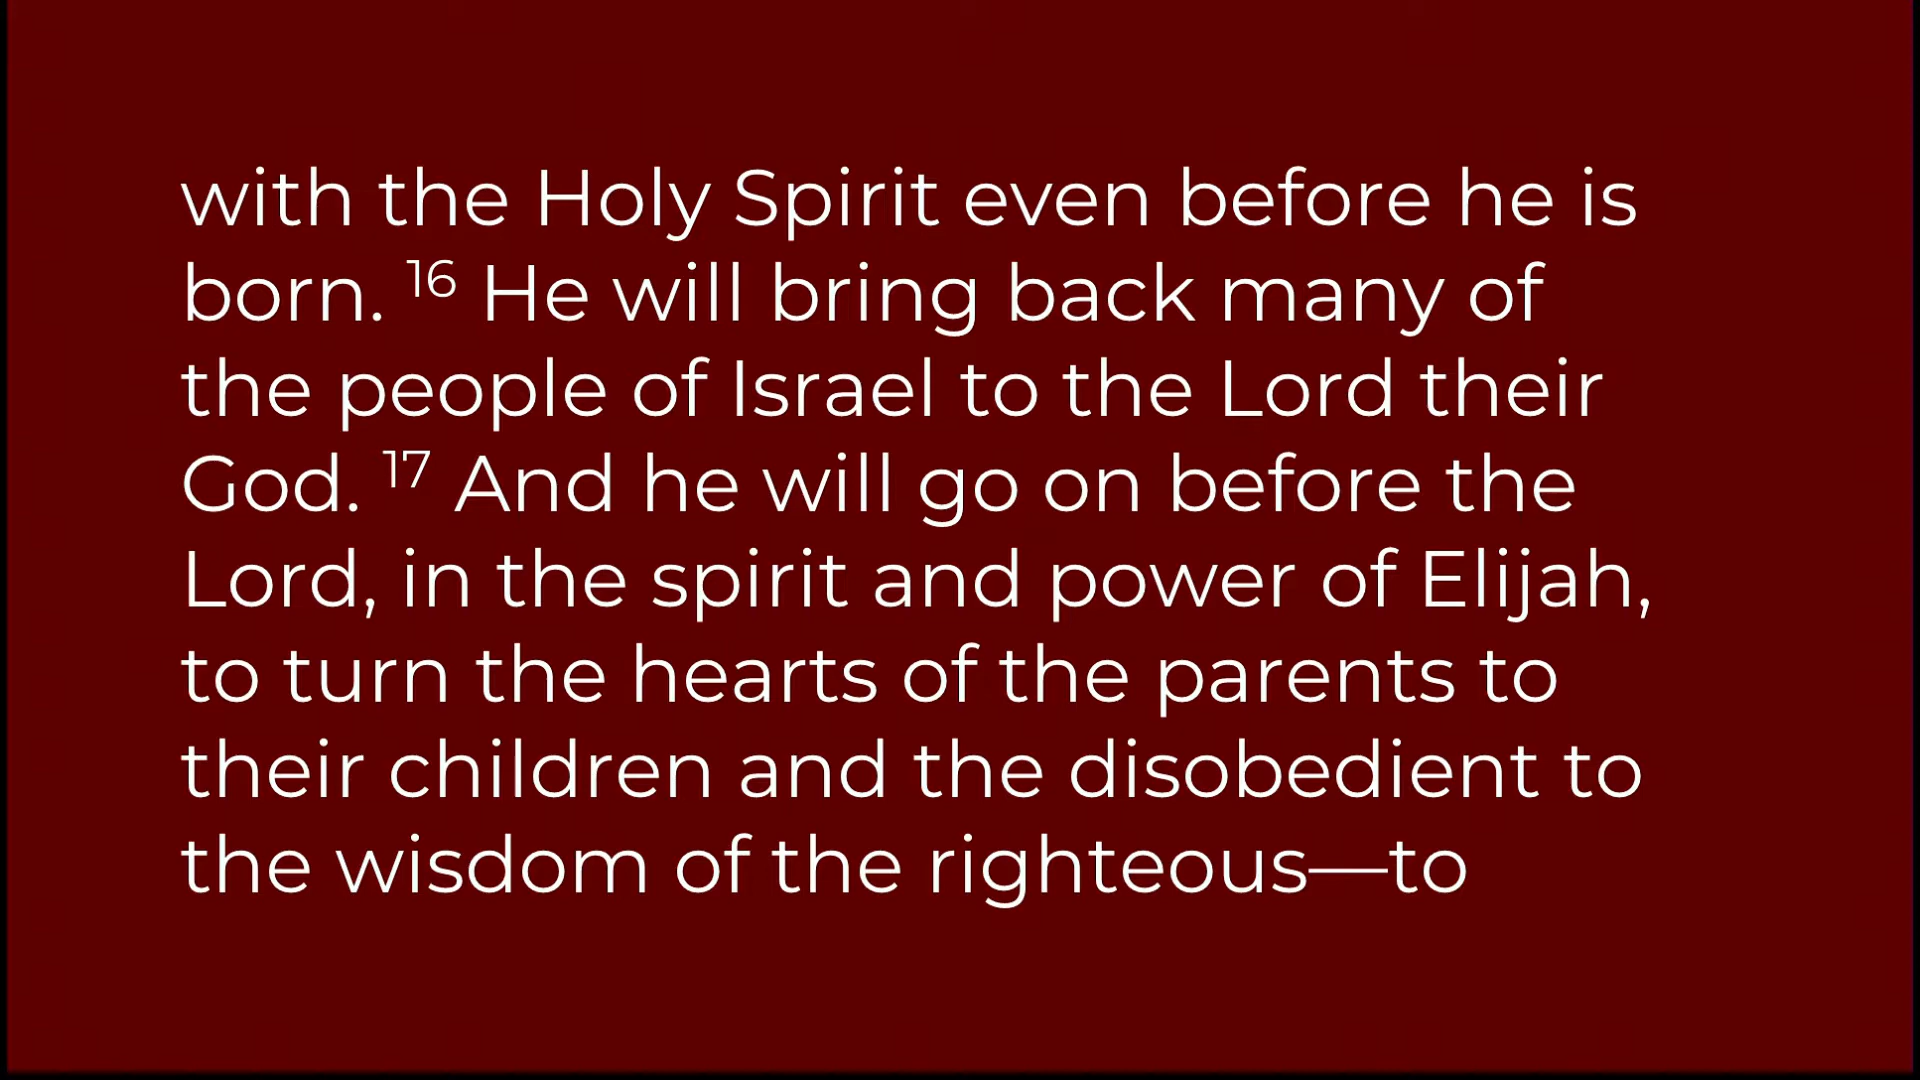 with the Holy Spirit even before he is
born. 16 He will bring back many of
the people of Israel to the Lord their
God. 17 And he will go on before the
Lord, in the spirit and power of Elijah,
to turn the hearts of the parents to
their children and the disobedient to
the wisdom of the righteous—to